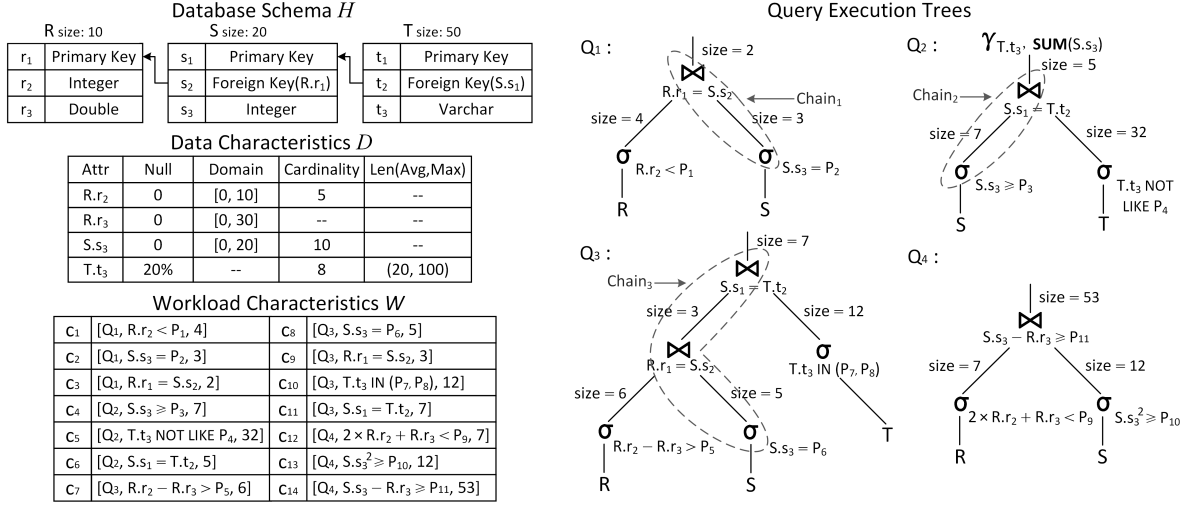 Database Schema H
R size: 10
S size: 20
T size: 50
r1 Primary Key
r2 Integer
r3 Double
s1 Primary Key
s2 Foreign Key(R.r1)
s3 Integer
t1 Primary Key
t2 Foreign Key(S.s1)
t3 Varchar
Data Characteristics D
Attr Null Domain Cardinality Len(Avg,Max)
R.r2 0 [0, 10] 5 --
R.r3 0 [0, 30] -- --
S.s3 0 [0, 20] 10 --
T.t3 20% -- 8 (20, 100)
Workload Characteristics W
c1 [Q1, R.r2 < P1, 4] c8 [Q3, S.s3 = P6, 5]
c2 [Q1, S.s3 = P2, 3] c9 [Q3, R.r1 = S.s2, 3]
c3 [Q1, R.r1 = S.s2, 2] c10 [Q3, T.t3 IN (P7, P8), 12]
c4 [Q2, S.s3 ≥ P3, 7] c11 [Q3, S.s1 = T.t2, 7]
c5 [Q2, T.t3 NOT LIKE P4, 32] c12 [Q4, 2 × R.r2 + R.r3 < P9, 7]
c6 [Q2, S.s1 = T.t2, 5] c13 [Q4, S.s3² ≥ P10, 12]
c7 [Q3, R.r2 − R.r3 > P5, 6] c14 [Q4, S.s3 − R.r3 ≥ P11, 53]
Query Execution Trees
Q1 :
size = 2
⋈
R.r1 = S.s2
Chain1
size = 4
size = 3
σ R.r2 < P1
σ S.s3 = P2
R
S
Q2 :
γ T.t3, SUM(S.s3)
size = 5
⋈
Chain2
S.s1 = T.t2
size = 7
size = 32
σ S.s3 ≥ P3
σ T.t3 NOT
LIKE P4
S
T
Q3 :
size = 7
⋈
Chain3
S.s1 = T.t2
size = 3
size = 12
⋈
R.r1 = S.s2
σ
T.t3 IN (P7, P8)
size = 6
size = 5
T
σ R.r2 − R.r3 > P5
σ S.s3 = P6
R
S
Q4 :
size = 53
⋈
S.s3 − R.r3 ≥ P11
size = 7
size = 12
σ 2 × R.r2 + R.r3 < P9
σ S.s3² ≥ P10
R
S